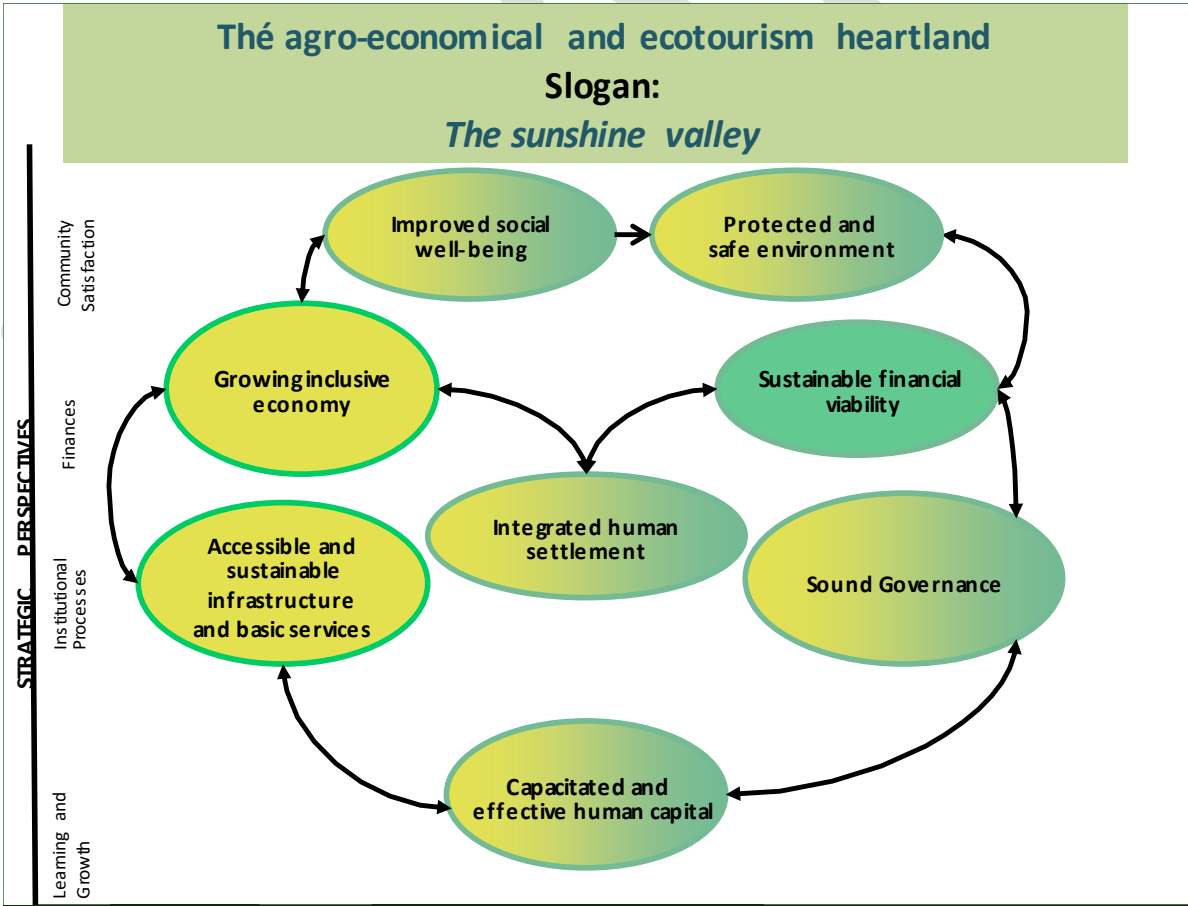 Thé agro-economical and ecotourism heartland
Slogan:
The sunshine valley
STRATEGIC PERSPECTIVES
Community
Satisfaction
Improved social
well-being
Protected and
safe environment
Finances
Growing inclusive
economy
Sustainable financial
viability
Institutional
Processes
Accessible and
sustainable
infrastructure
and basic services
Integrated human
settlement
Sound Governance
Learning and
Growth
Capacitated and
effective human capital